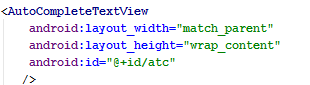 <AutoCompleteTextView
android:layout_width="match_parent"
android:layout_height="wrap_content"
android:id="@+id/atc"
/>